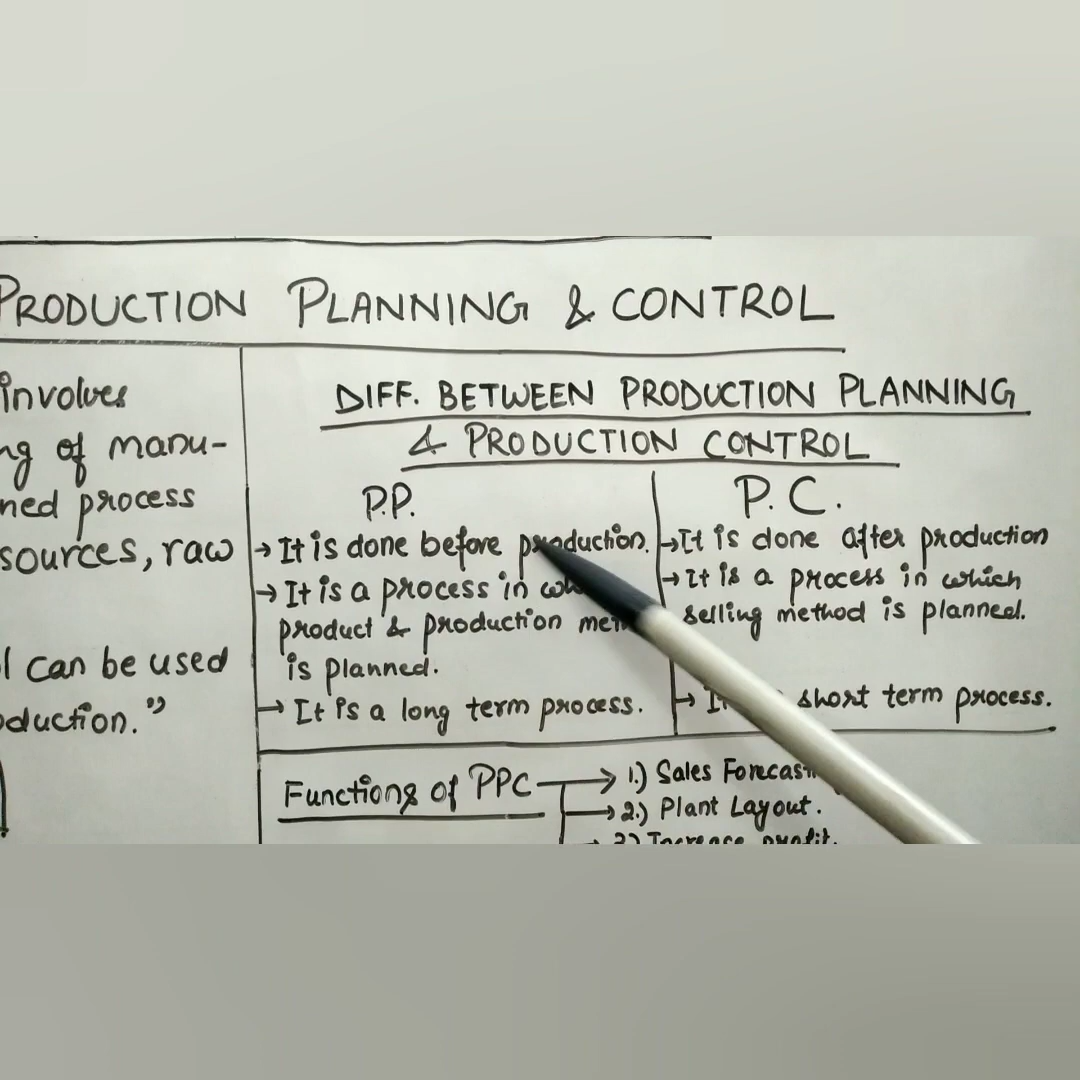 PRODUCTION PLANNING & CONTROL
involves
ng of manu-
ned process
sources, raw
l can be used
oduction."
DIFF. BETWEEN PRODUCTION PLANNING
& PRODUCTION CONTROL
P.P.
→ It is done before production.
→ It is a process in
product & production
is planned.
→ It is a long term process.
P.C.
→ It is done after production
→ It is a process in which
selling method is planned.
→ short term process.
Functions of PPC → 1.) Sales
→ 2.) Plant Layout.